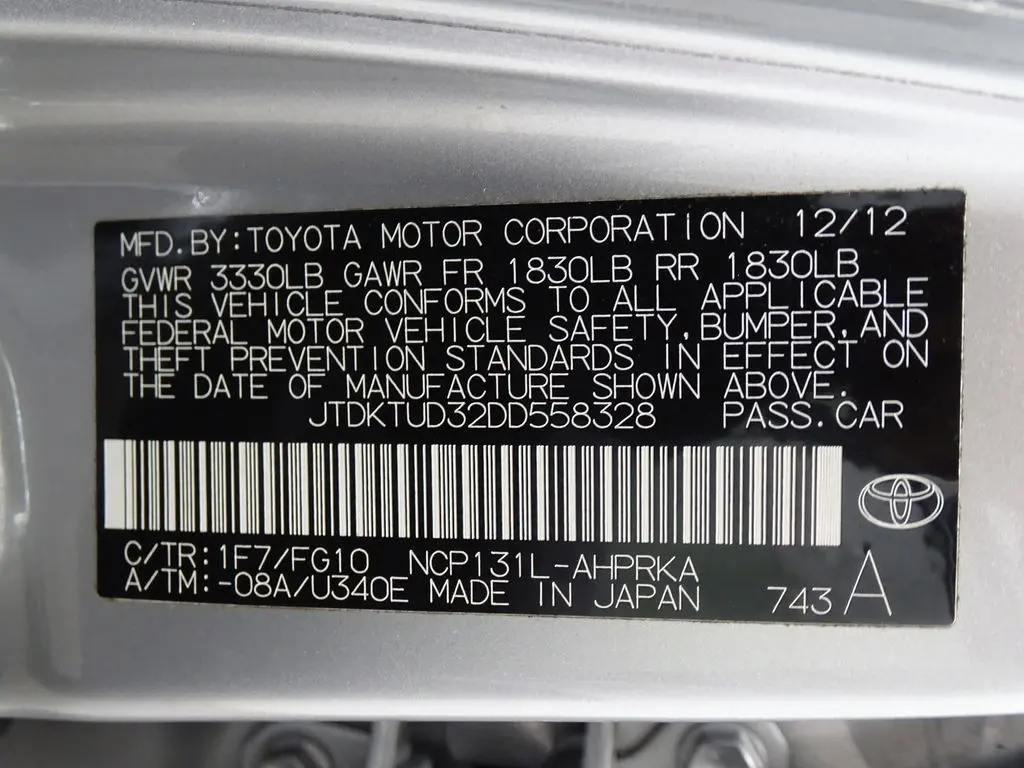 MFD.BY:TOYOTA MOTOR CORPORATION 12/12
GVWR 3330LB GAWR FR 1830LB RR 1830LB
THIS VEHICLE CONFORMS TO ALL APPLICABLE
FEDERAL MOTOR VEHICLE SAFETY,BUMPER,AND
THEFT PREVENTION STANDARDS IN EFFECT ON
THE DATE OF MANUFACTURE SHOWN ABOVE.
JTDKTUD32DD558328 PASS.CAR
C/TR:1F7/FG10 NCP131L-AHPRKA
A/TM:-08A/U340E MADE IN JAPAN 743 A